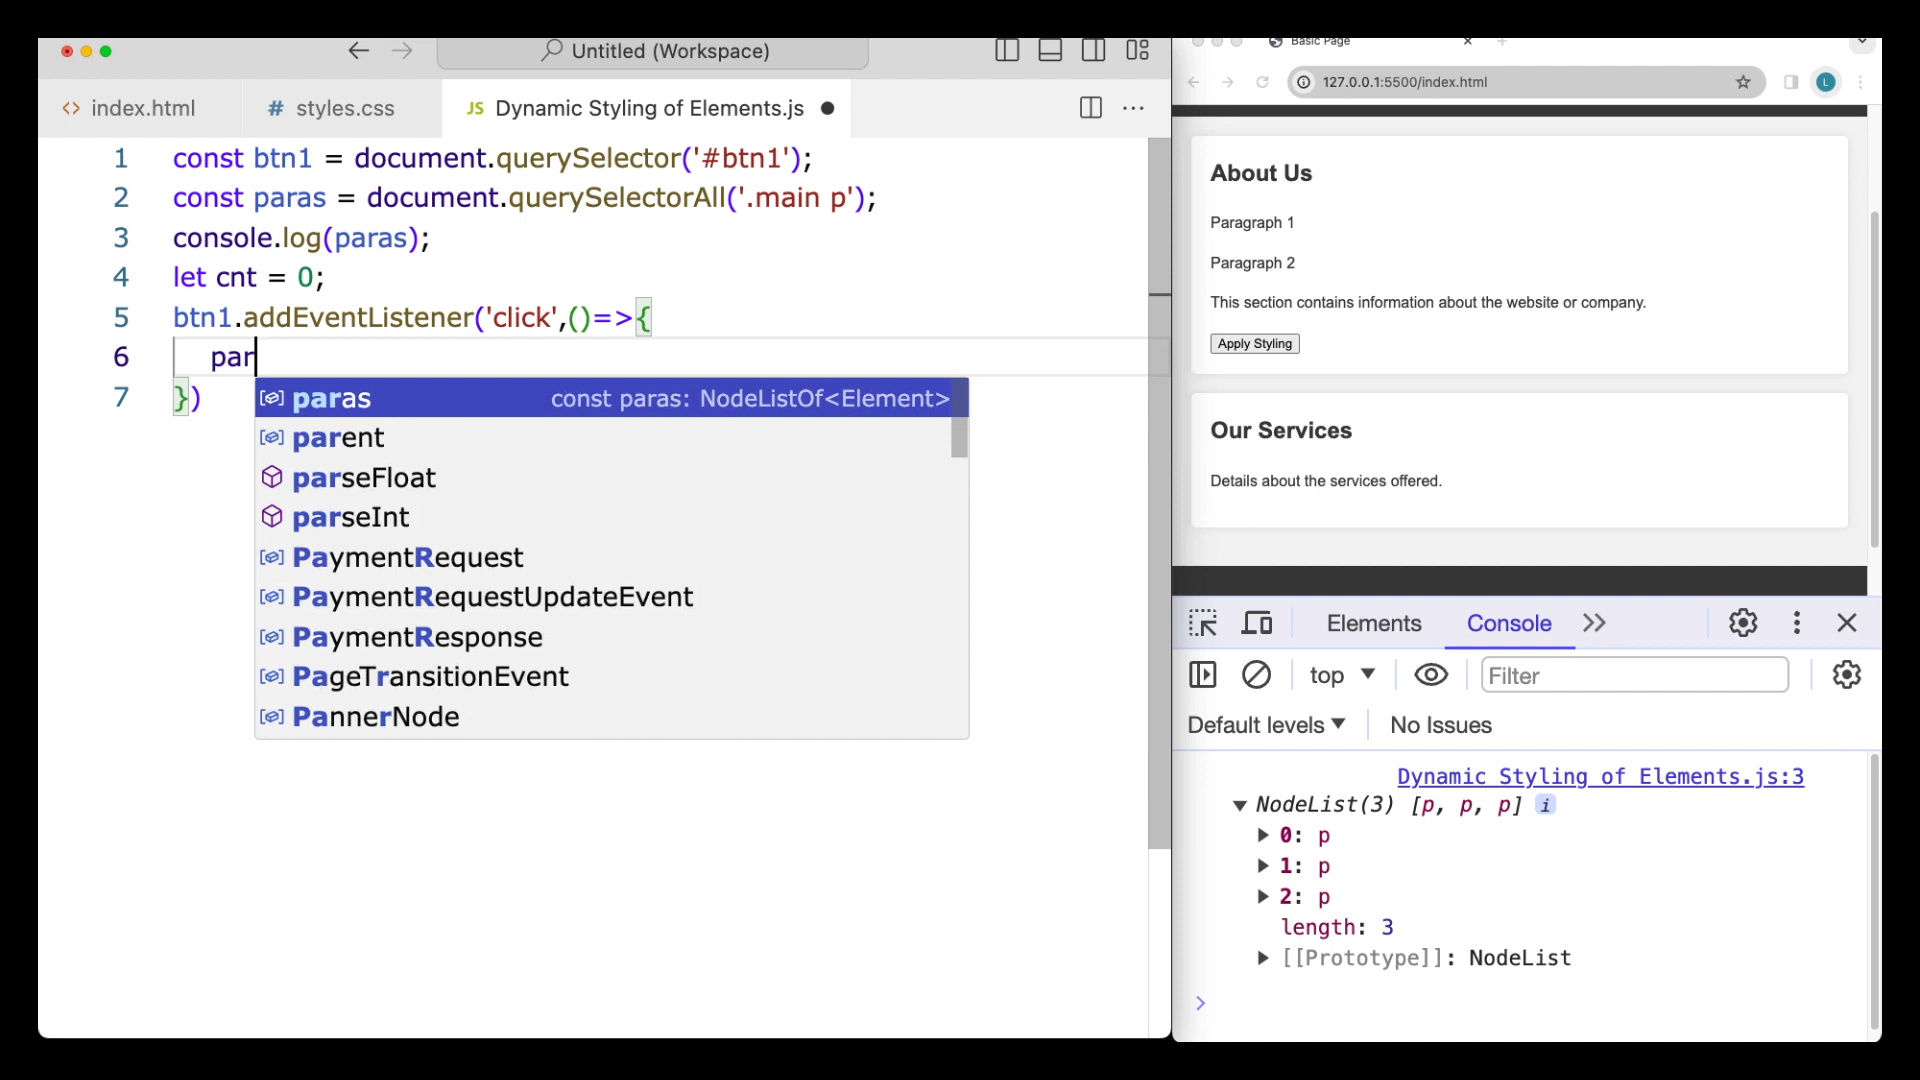 Untitled (Workspace)
index.html
# styles.css
JS Dynamic Styling of Elements.js
1 const btn1 = document.querySelector('#btn1');
2 const paras = document.querySelectorAll('.main p');
3 console.log(paras);
4 let cnt = 0;
5 btn1.addEventListener('click',()=>{
6 par
7 })
paras const paras: NodeListOf<Element>
parent
parseFloat
parseInt
PaymentRequest
PaymentRequestUpdateEvent
PaymentResponse
PageTransitionEvent
PannerNode
Basic Page
127.0.0.1:5500/index.html
L
About Us
Paragraph 1
Paragraph 2
This section contains information about the website or company.
Apply Styling
Our Services
Details about the services offered.
Elements Console
top Filter
Default levels No Issues
Dynamic Styling of Elements.js:3
NodeList(3) [p, p, p] i
0: p
1: p
2: p
length: 3
[[Prototype]]: NodeList